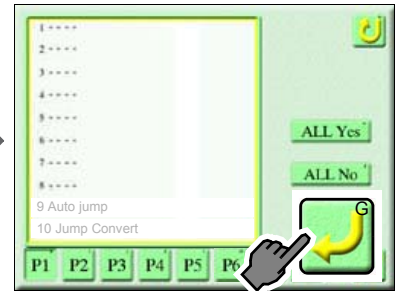 1 ----
2 ----
3 ----
4 ----
5 ----
6 ----
7 ----
8 ----
9 Auto jump
10 Jump Convert
ALL Yes
ALL No
G
P1 P2 P3 P4 P5 P6